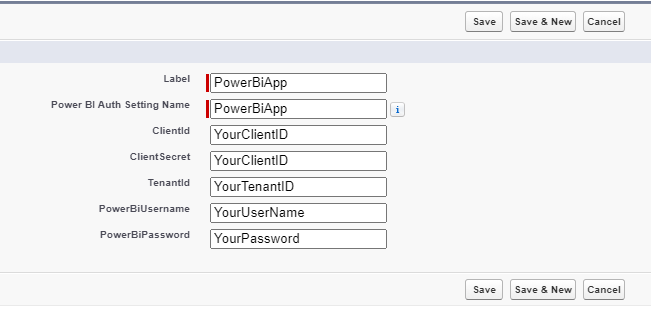 Save Save & New Cancel
Label PowerBiApp
Power BI Auth Setting Name PowerBiApp i
ClientId YourClientID
ClientSecret YourClientID
TenantId YourTenantID
PowerBiUsername YourUserName
PowerBiPassword YourPassword
Save Save & New Cancel